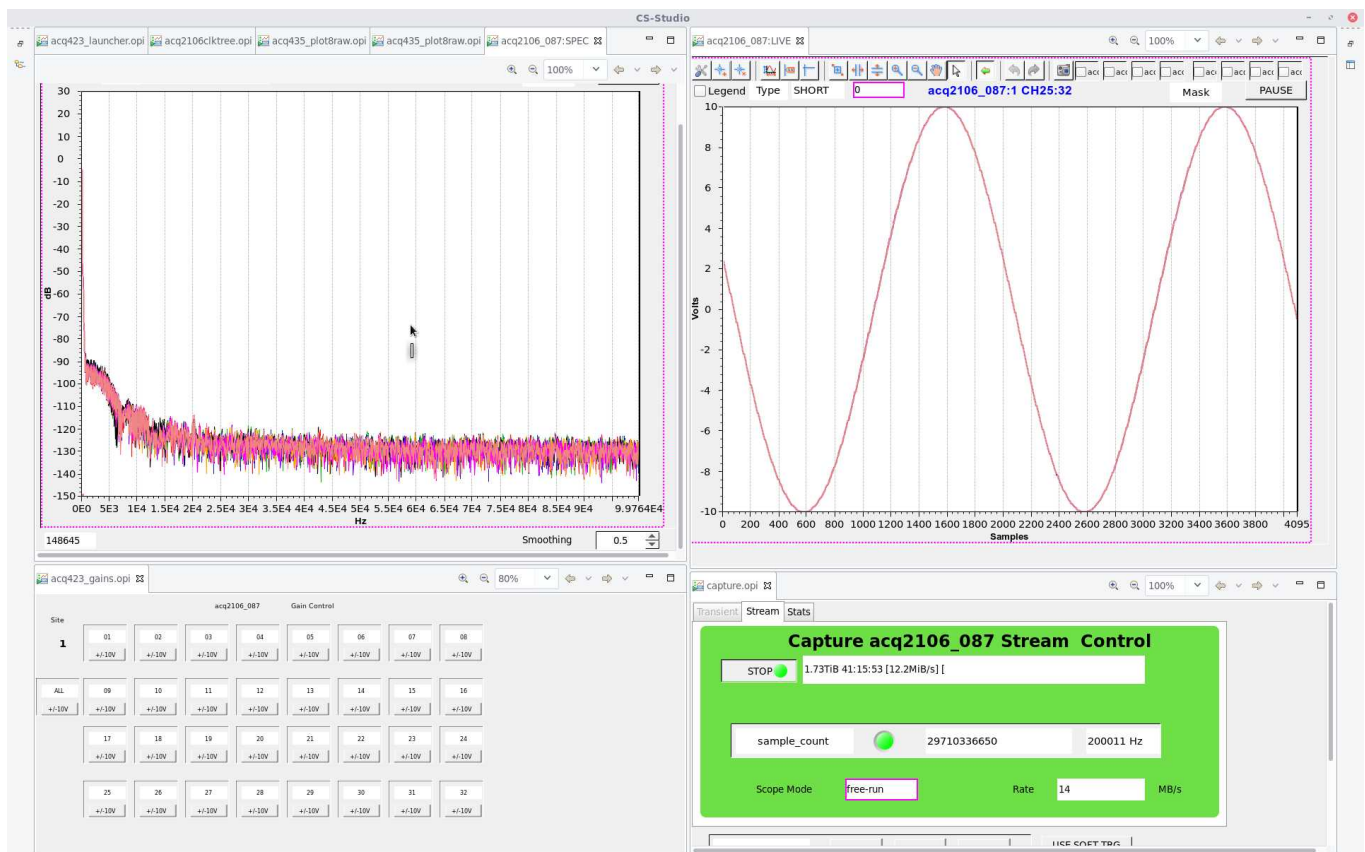 CS-Studio
acq423_launcher.opi acq2106clktree.opi acq435_plot8raw.opi acq435_plot8raw.opi acq2106_087:SPEC
100%
30
20
10
0
-10
-20
-30
-40
-50
-60
-70
-80
-90
-100
-110
-120
-130
-140
-150
dB
0E0 5E3 1E4 1.5E4 2E4 2.5E4 3E4 3.5E4 4E4 4.5E4 5E4 5.5E4 6E4 6.5E4 7E4 7.5E4 8E4 8.5E4 9E4 9.9764E4
Hz
148645 Smoothing 0.5
acq2106_087:LIVE
100%
Legend Type SHORT 0 acq2106_087:1 CH25:32 Mask PAUSE
10
8
6
4
2
0
-2
-4
-6
-8
-10
Volts
0 200 400 600 800 1000 1200 1400 1600 1800 2000 2200 2400 2600 2800 3000 3200 3400 3600 3800 4095
Samples
acq423_gains.opi
80%
acq2106_087 Gain Control
Site
1
01 02 03 04 05 06 07 08
+/-10V +/-10V +/-10V +/-10V +/-10V +/-10V +/-10V +/-10V
ALL 09 10 11 12 13 14 15 16
+/-10V +/-10V +/-10V +/-10V +/-10V +/-10V +/-10V +/-10V +/-10V
17 18 19 20 21 22 23 24
+/-10V +/-10V +/-10V +/-10V +/-10V +/-10V +/-10V +/-10V
25 26 27 28 29 30 31 32
+/-10V +/-10V +/-10V +/-10V +/-10V +/-10V +/-10V +/-10V
capture.opi
100%
Transient Stream Stats
Capture acq2106_087 Stream Control
STOP 1.73TiB 41:15:53 [12.2MiB/s] [
sample_count 29710336650 200011 Hz
Scope Mode free-run Rate 14 MB/s
USE SOFT TRG